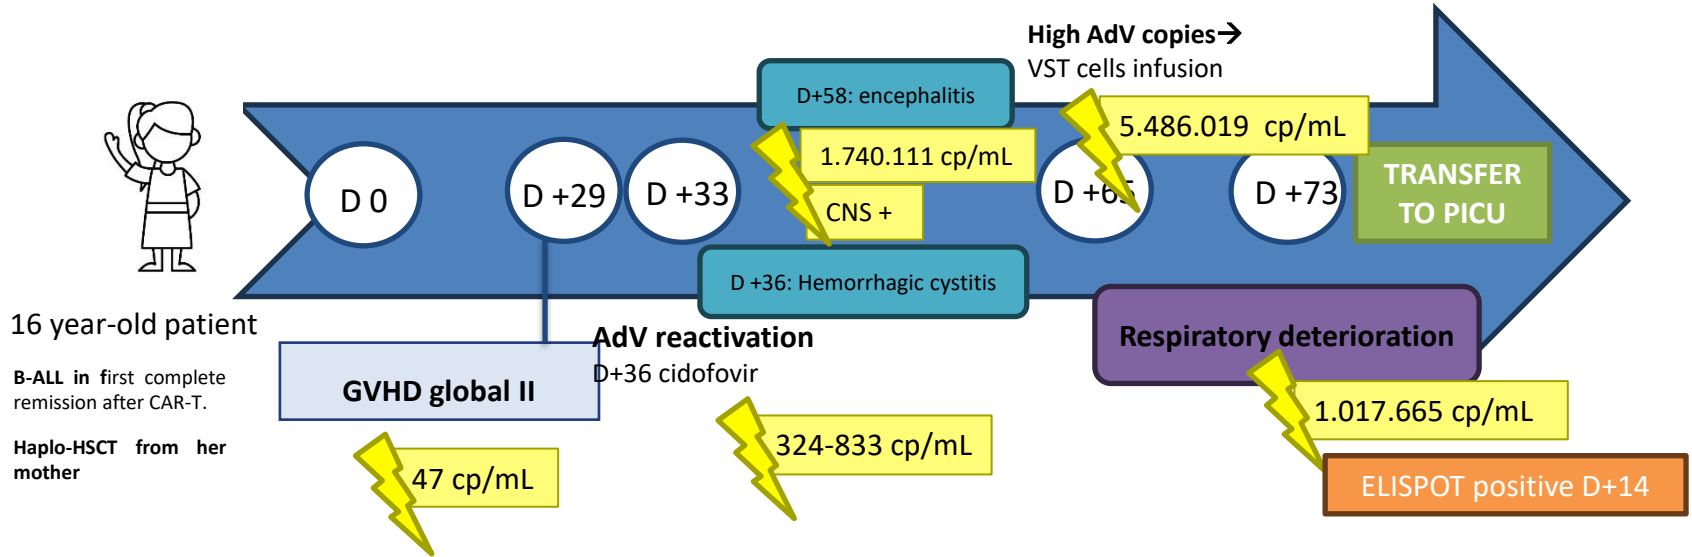 High AdV copies→
VST cells infusion
D+58: encephalitis
5.486.019 cp/mL
1.740.111 cp/mL
CNS +
D 0
D +29
D +33
D +65
D +73
TRANSFER
TO PICU
D +36: Hemorrhagic cystitis
16 year-old patient
B-ALL in first complete
remission after CAR-T.
Haplo-HSCT from her
mother
GVHD global II
AdV reactivation
D+36 cidofovir
Respiratory deterioration
47 cp/mL
324-833 cp/mL
1.017.665 cp/mL
ELISPOT positive D+14